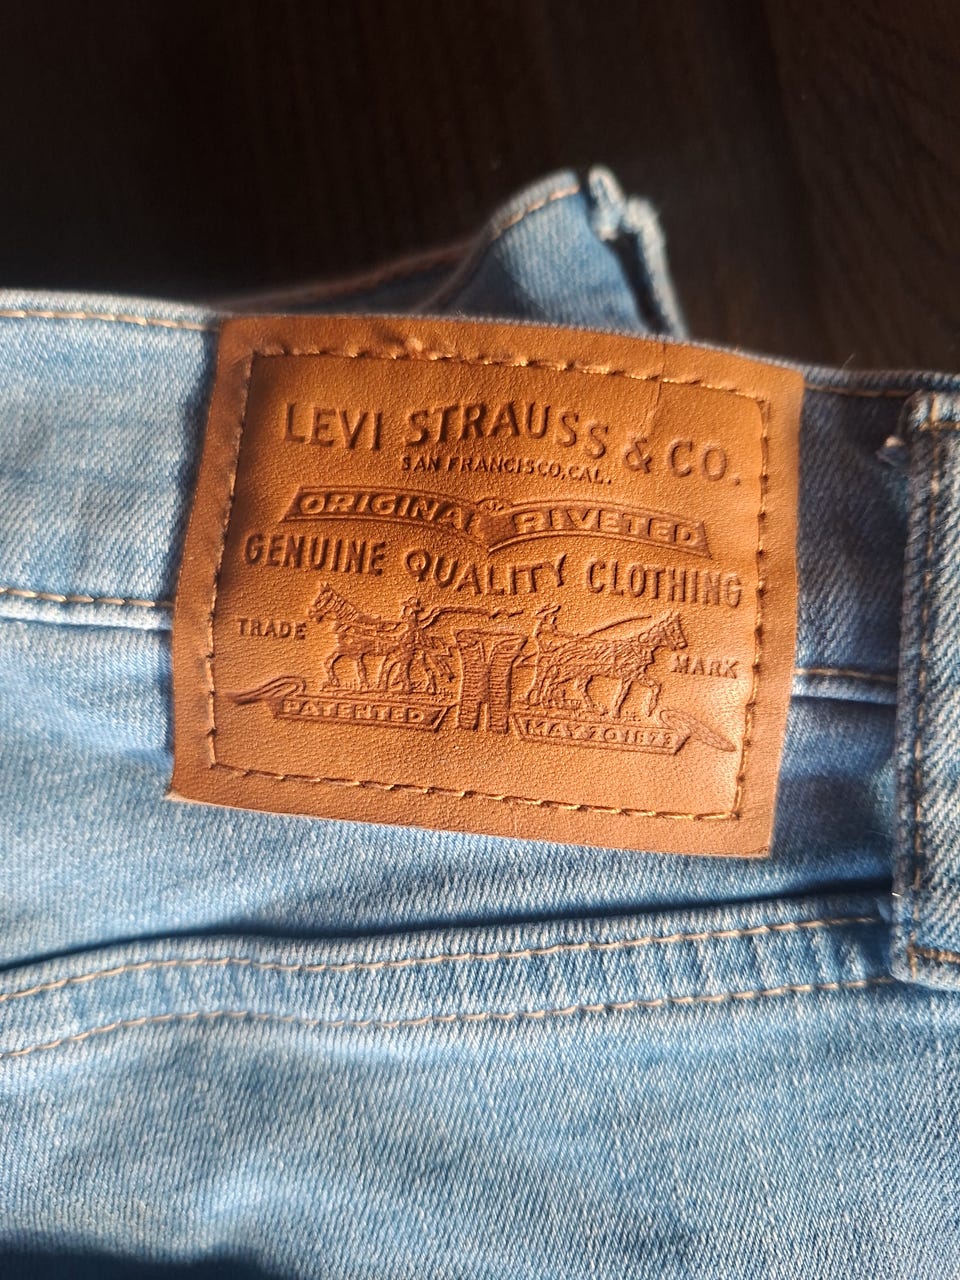 LEVI STRAUSS & CO.
SAN FRANCISCO, CAL.
ORIGINAL RIVETED
GENUINE QUALITY CLOTHING
TRADE MARK
PATENTED MAY 20 1873